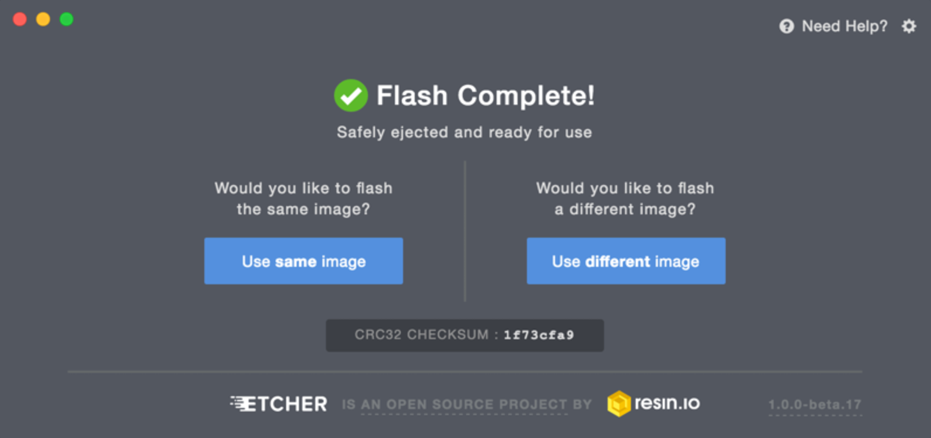 Need Help?
Flash Complete!
Safely ejected and ready for use
Would you like to flash
the same image?
Use same image
Would you like to flash
a different image?
Use different image
CRC32 CHECKSUM : 1f73cfa9
ETCHER IS AN OPEN SOURCE PROJECT BY resin.io 1.0.0-beta.17